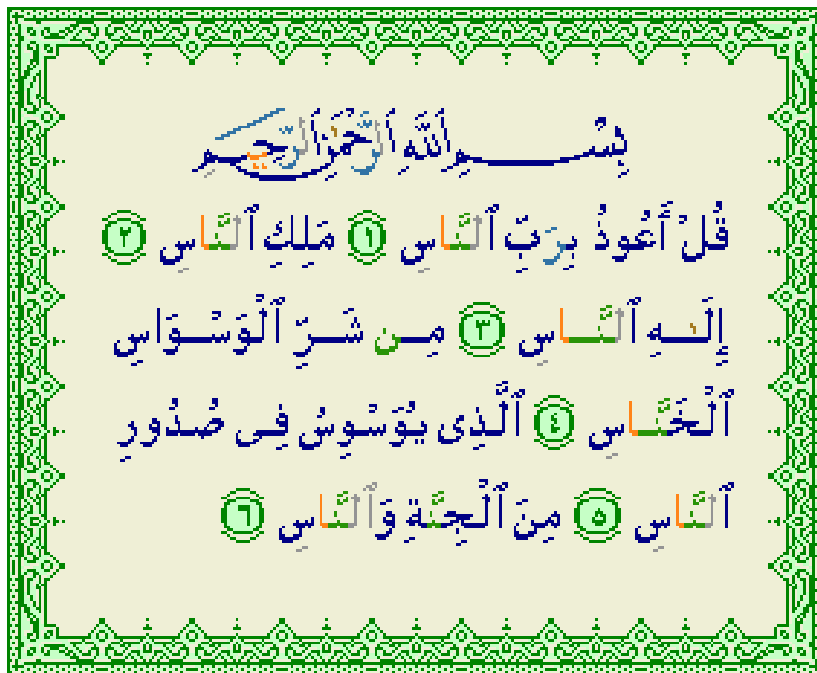 بِسْمِ ٱللَّهِ ٱلرَّحْمَٰنِ ٱلرَّحِيمِ
قُلْ أَعُوذُ بِرَبِّ ٱلنَّاسِ ١ مَلِكِ ٱلنَّاسِ ٢
إِلَـٰهِ ٱلنَّاسِ ٣ مِن شَرِّ ٱلْوَسْوَاسِ
ٱلْخَنَّاسِ ٤ ٱلَّذِى يُوَسْوِسُ فِى صُدُورِ
ٱلنَّاسِ ٥ مِنَ ٱلْجِنَّةِ وَٱلنَّاسِ ٦